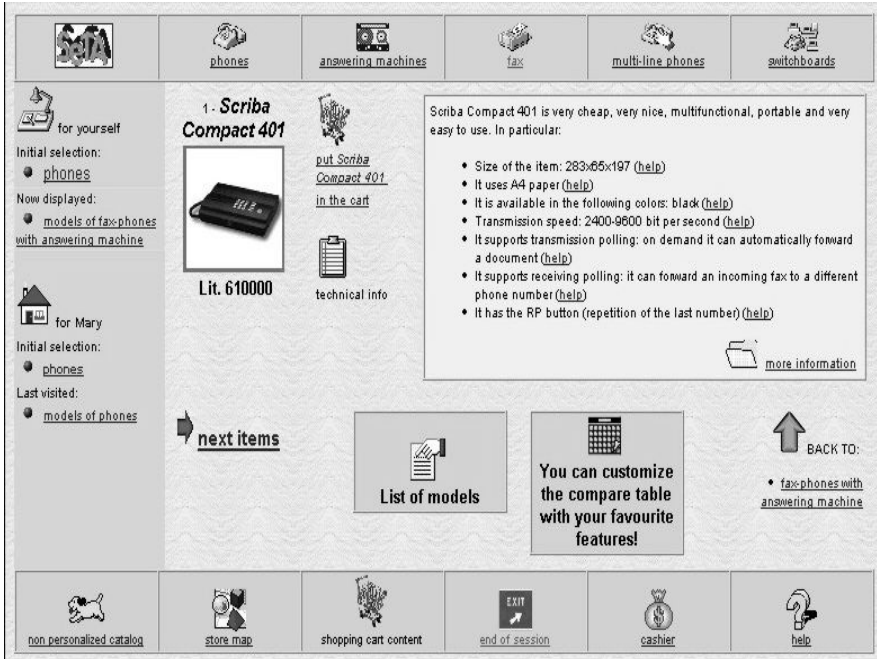 SeTA
phones
answering machines
fax
multi-line phones
switchboards
for yourself
Initial selection:
phones
Now displayed:
models of fax-phones
with answering machine
for Mary
Initial selection:
phones
Last visited:
models of phones
1 - Scriba
Compact 401
Lit. 610000
put Scriba
Compact 401
in the cart
technical info
Scriba Compact 401 is very cheap, very nice, multifunctional, portable and very
easy to use. In particular:
Size of the item: 283x65x197 (help)
It uses A4 paper (help)
It is available in the following colors: black (help)
Transmission speed: 2400-9600 bit per second (help)
It supports transmission polling: on demand it can automatically forward
a document (help)
It supports receiving polling: it can forward an incoming fax to a different
phone number (help)
It has the RP button (repetition of the last number) (help)
more information
next items
List of models
You can customize
the compare table
with your favourite
features!
BACK TO:
fax-phones with
answering machine
non personalized catalog
store map
shopping cart content
EXIT
end of session
cashier
help